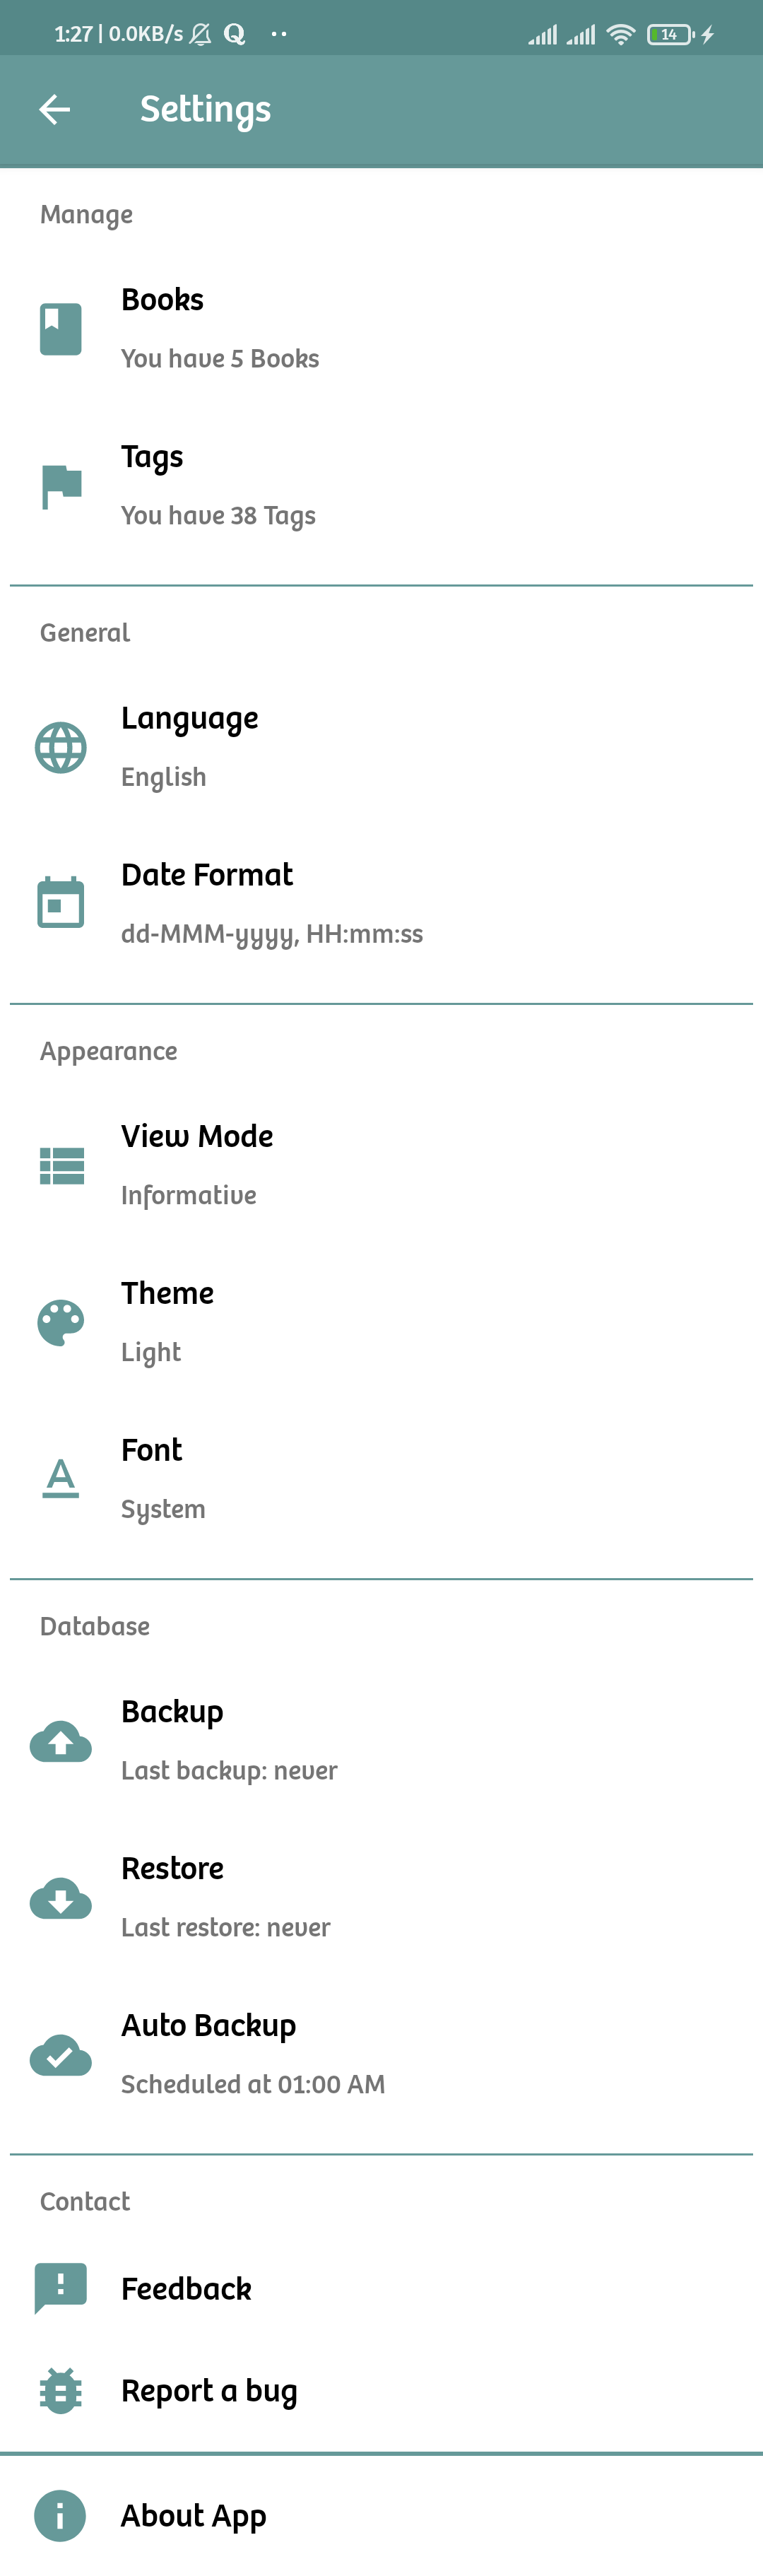 1:27 | 0.0KB/s Q 14
Settings
Manage
Books
You have 5 Books
Tags
You have 38 Tags
General
Language
English
Date Format
dd-MMM-yyyy, HH:mm:ss
Appearance
View Mode
Informative
Theme
Light
A
Font
System
Database
Backup
Last backup: never
Restore
Last restore: never
Auto Backup
Scheduled at 01:00 AM
Contact
Feedback
Report a bug
About App